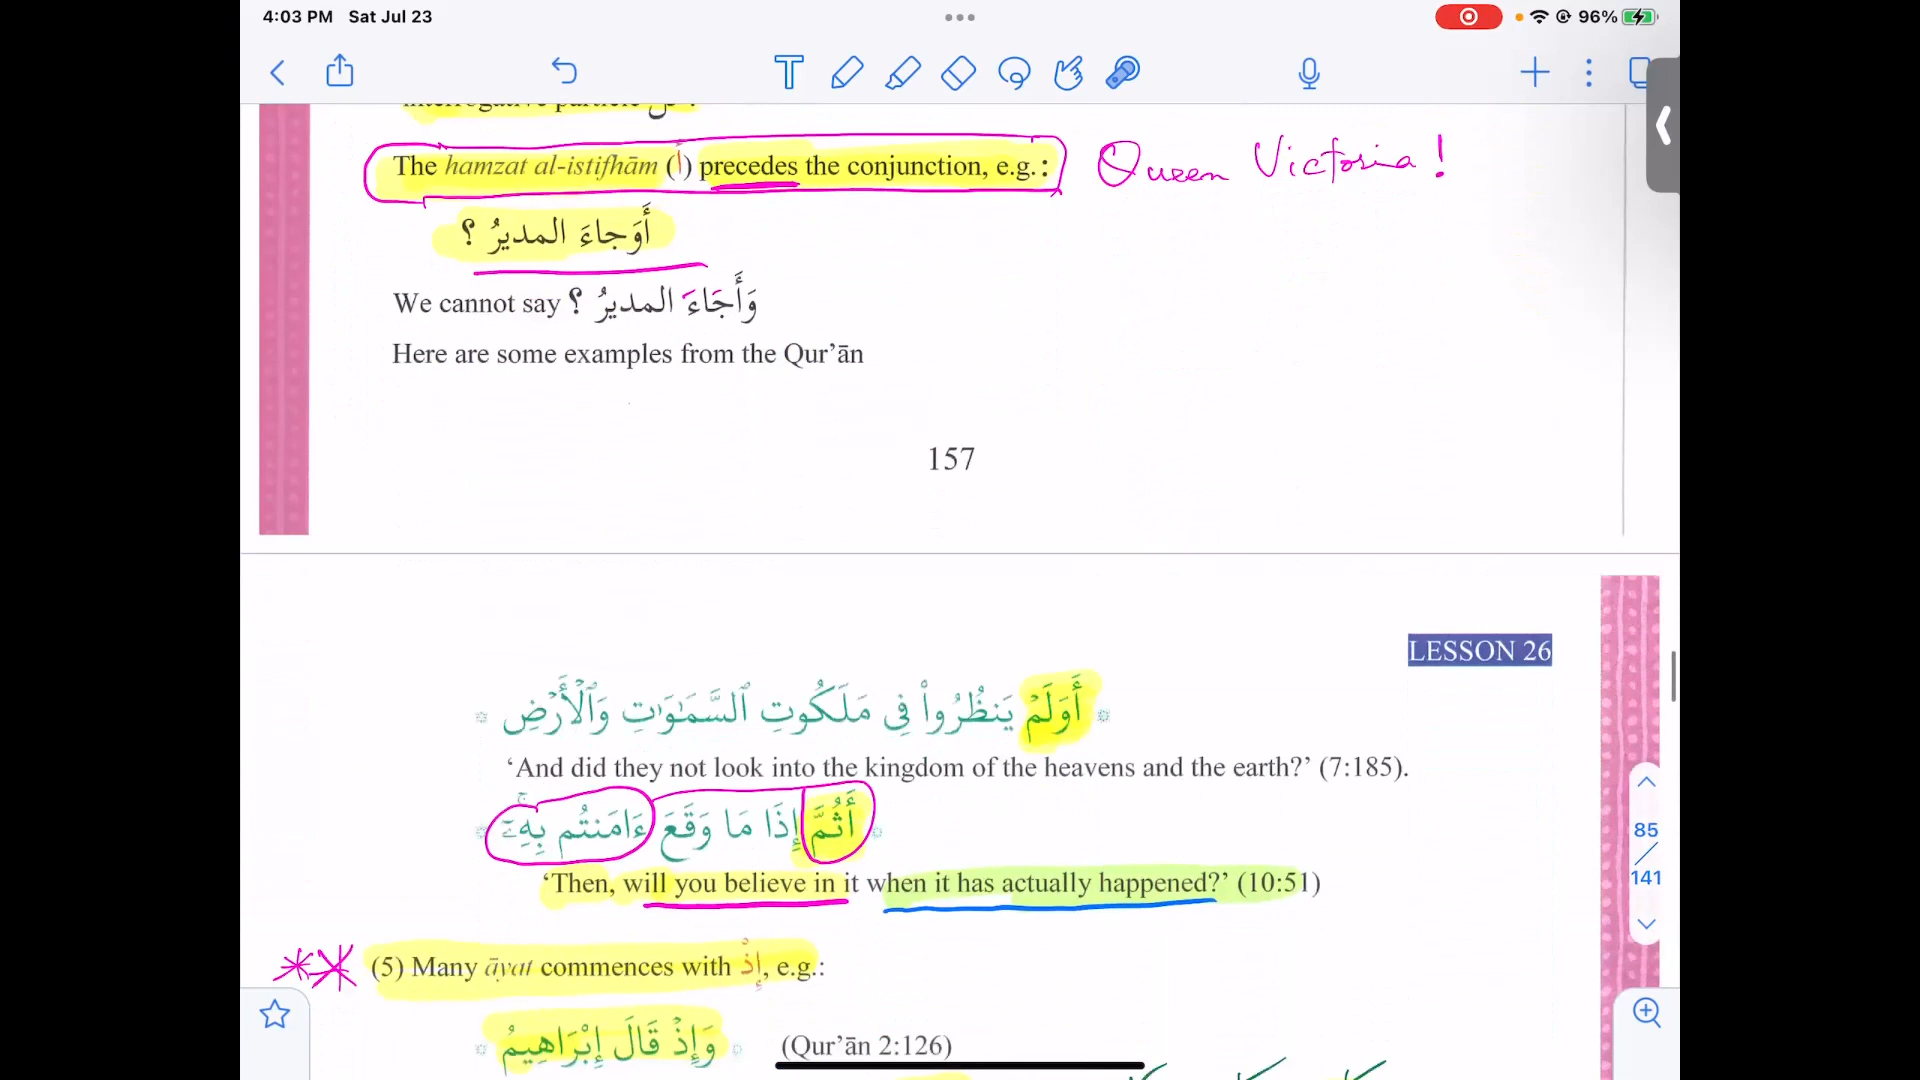 4:03 PM Sat Jul 23
96%
interrogative particle
The hamzat al-istifhām (أ) precedes the conjunction, e.g.: Queen Victoria!
أَوَجاءَ المديرُ ؟
We cannot say وَأَجَاءَ المديرُ ؟
Here are some examples from the Qur’ān
157
LESSON 26
أَوَلَمۡ يَنظُرُواْ فِى مَلَكُوتِ ٱلسَّمَـٰوَٰتِ وَٱلۡأَرۡضِ
‘And did they not look into the kingdom of the heavens and the earth?’ (7:185).
أَثُمَّ إِذَا مَا وَقَعَ ءَامَنتُم بِهِۦٓۚ
‘Then, will you believe in it when it has actually happened?’ (10:51)
(5) Many āyat commences with إِذْ, e.g.:
وَإِذۡ قَالَ إِبۡرَاهِيمُ (Qur’ān 2:126)
85
141